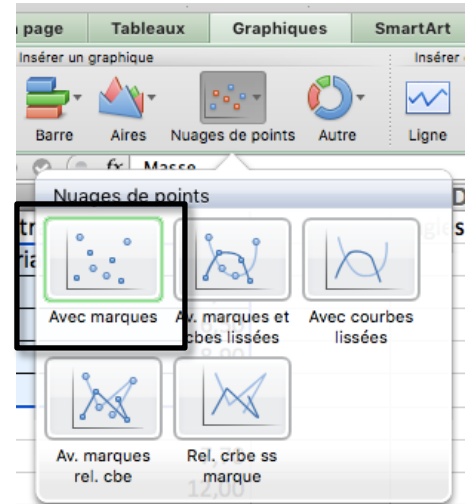 page Tableaux Graphiques SmartArt
Insérer un graphique Insérer
Barre Aires Nuages de points Autre Ligne
fx Masse
Nuages de points
Avec marques
Av. marques et
cbes lissées
Avec courbes
lissées
Av. marques
rel. cbe
Rel. crbe ss
marque
12,00